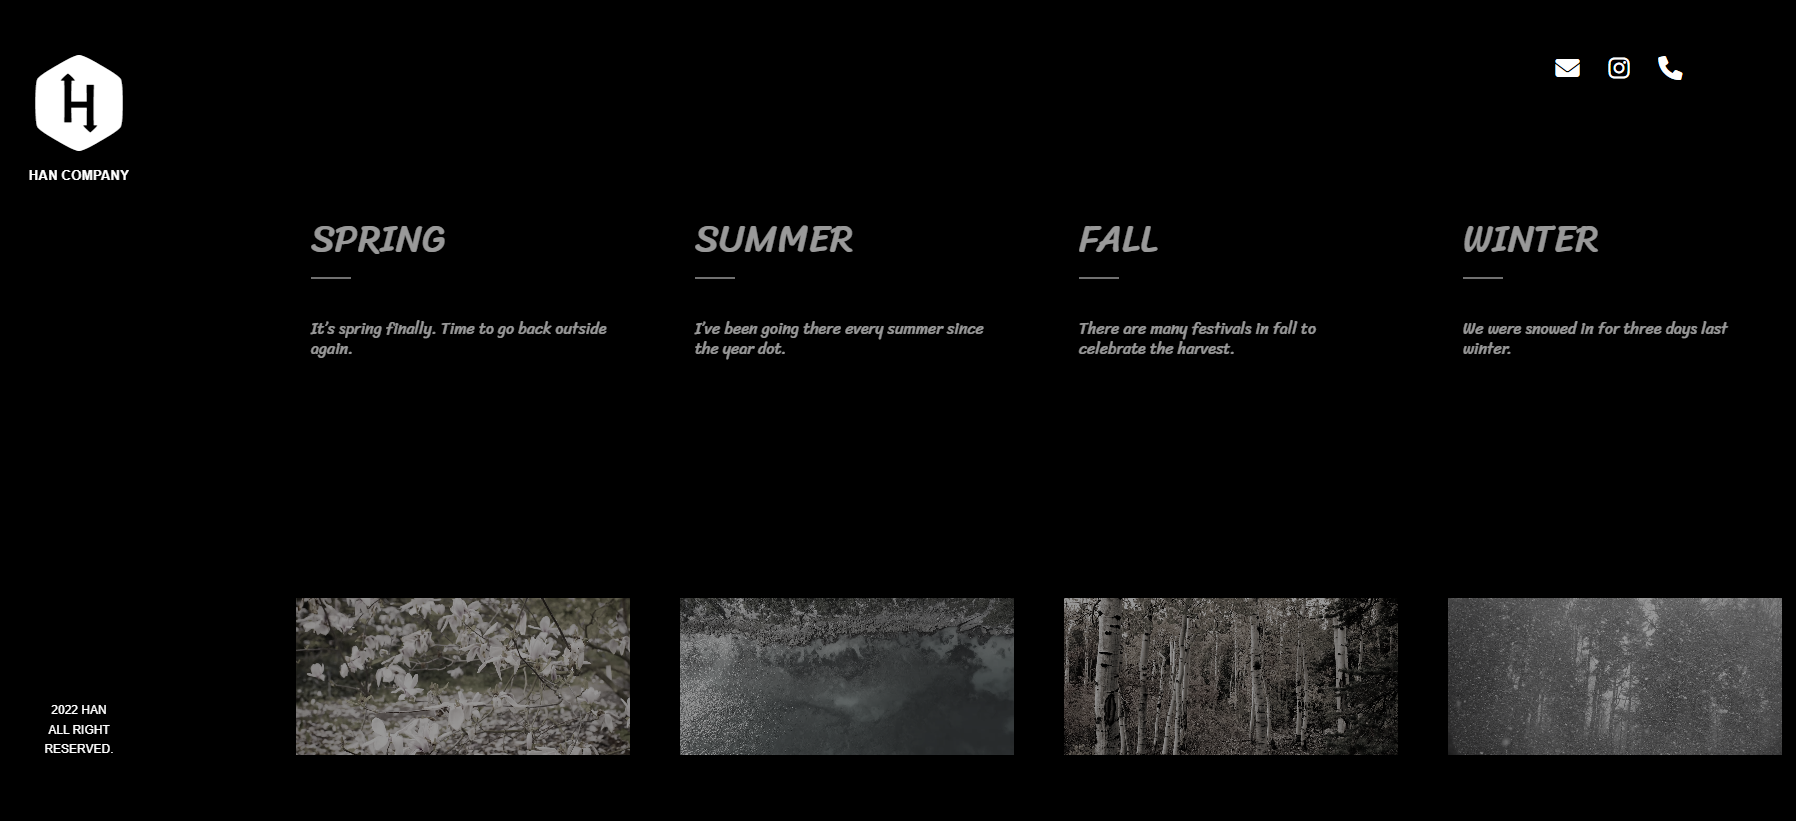 H
HAN COMPANY
SPRING
It's spring finally. Time to go back outside
again.
SUMMER
I've been going there every summer since
the year dot.
FALL
There are many festivals in fall to
celebrate the harvest.
WINTER
We were snowed in for three days last
winter.
2022 HAN
ALL RIGHT
RESERVED.